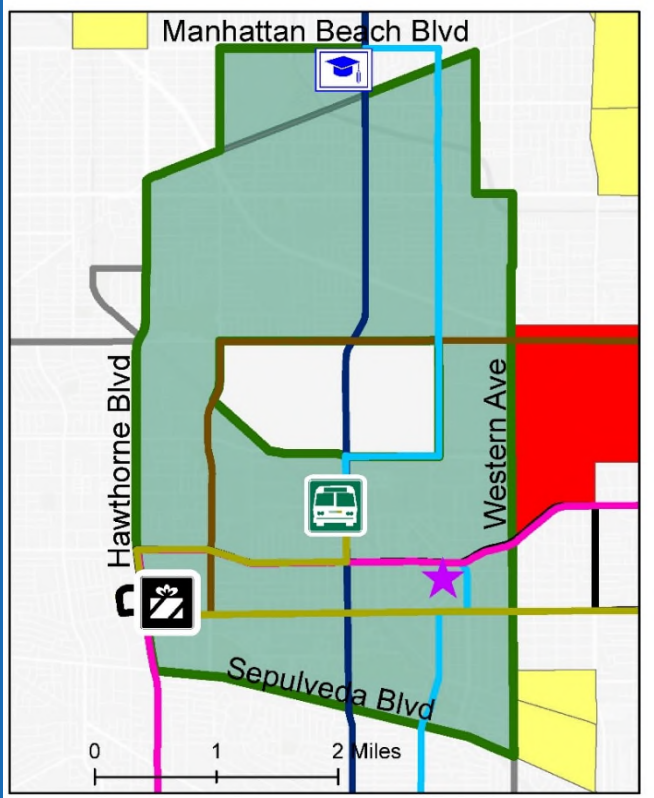 Manhattan Beach Blvd
Hawthorne Blvd
Western Ave
Sepulveda Blvd
0 1 2 Miles